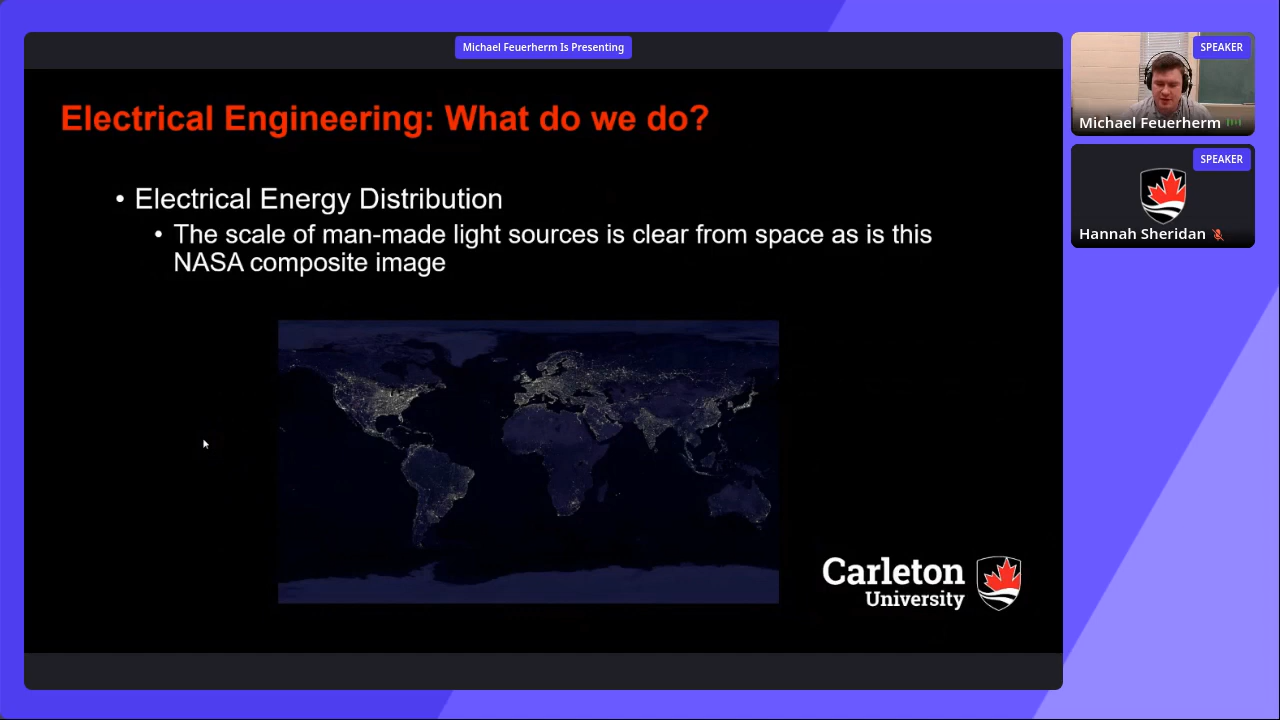 Michael Feuerherm Is Presenting
Electrical Engineering: What do we do?
• Electrical Energy Distribution
• The scale of man-made light sources is clear from space as is this
NASA composite image
Carleton
University
SPEAKER
Michael Feuerherm
SPEAKER
Hannah Sheridan